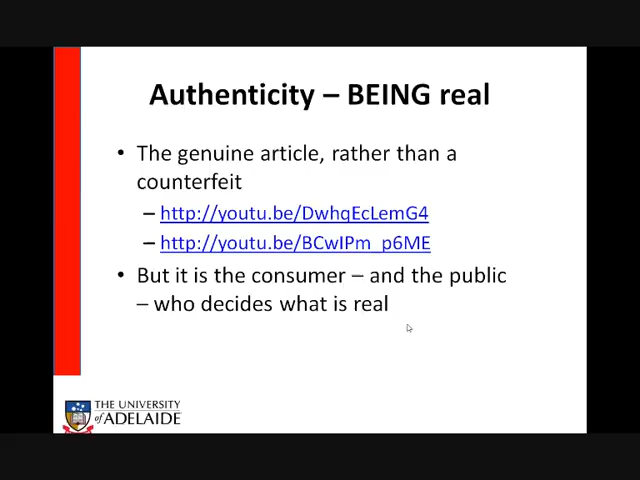 Authenticity – BEING real
• The genuine article, rather than a
counterfeit
– http://youtu.be/DwhqEcLemG4
– http://youtu.be/BCwIPm_p6ME
• But it is the consumer – and the public
– who decides what is real
THE UNIVERSITY
of ADELAIDE